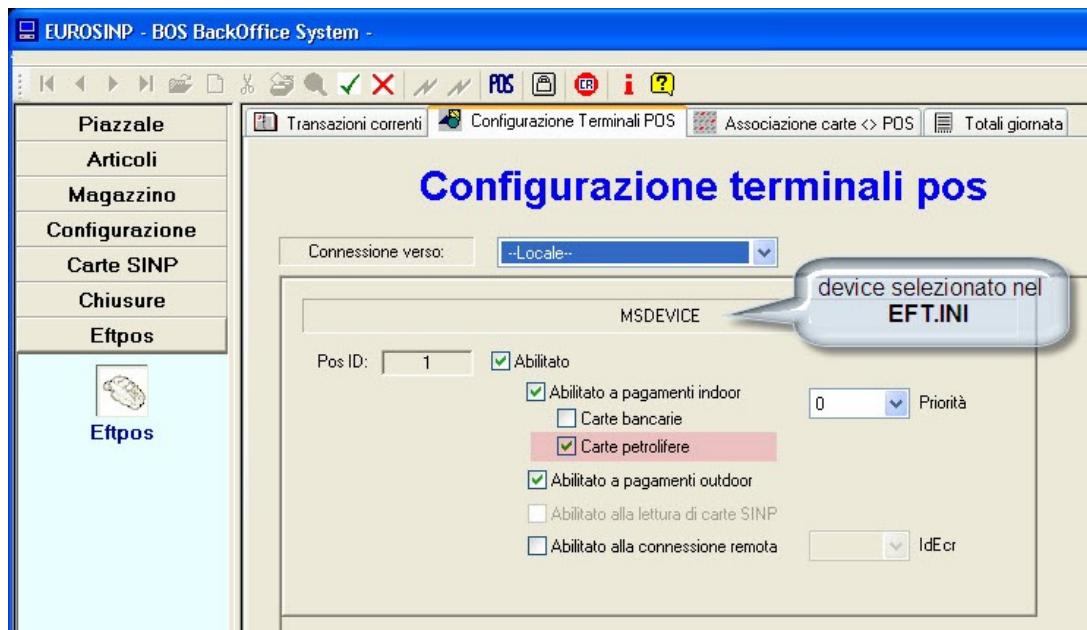 EUROSINP - BOS BackOffice System -
POS
CR
i
?
Piazzale
Articoli
Magazzino
Configurazione
Carte SINP
Chiusure
Eftpos
Eftpos
Transazioni correnti
Configurazione Terminali POS
Associazione carte <> POS
Totali giornata
Configurazione terminali pos
Connessione verso:
--Locale--
device selezionato nel
EFT.INI
MSDEVICE
Pos ID:
1
Abilitato
Abilitato a pagamenti indoor
0
Priorità
Carte bancarie
Carte petrolifere
Abilitato a pagamenti outdoor
Abilitato alla lettura di carte SINP
Abilitato alla connessione remota
IdEcr